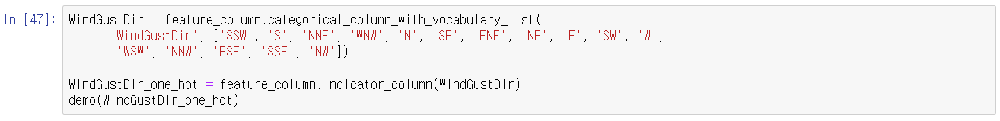 In [47]: WindGustDir = feature_column.categorical_column_with_vocabulary_list(
'WindGustDir', ['SSW', 'S', 'NNE', 'WNW', 'N', 'SE', 'ENE', 'NE', 'E', 'SW', 'W',
'WSW', 'NNW', 'ESE', 'SSE', 'NW'])
WindGustDir_one_hot = feature_column.indicator_column(WindGustDir)
demo(WindGustDir_one_hot)